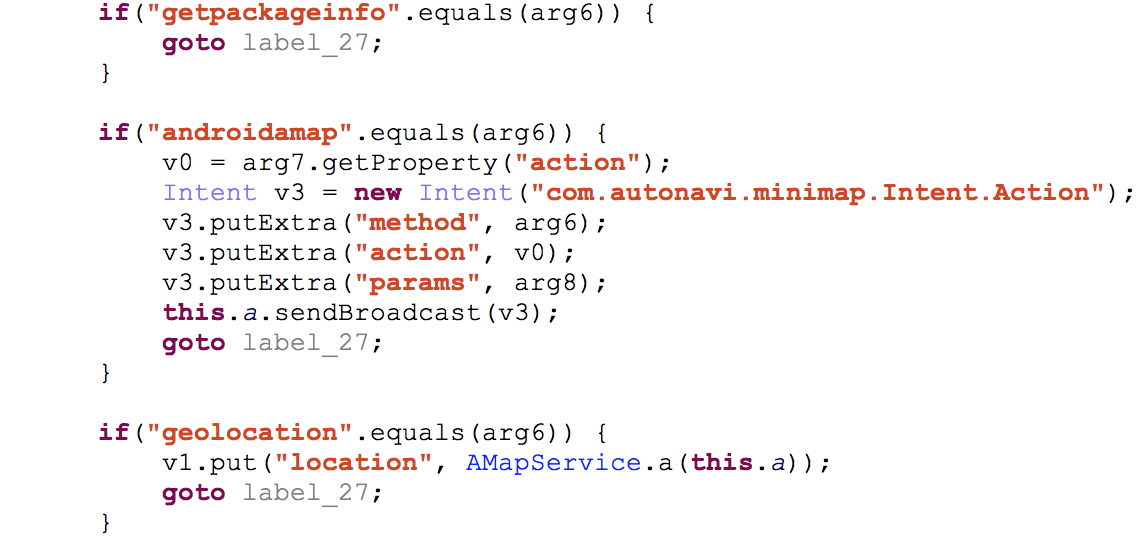 if("getpackageinfo".equals(arg6)) {
goto label_27;
}
if("androidamap".equals(arg6)) {
v0 = arg7.getProperty("action");
Intent v3 = new Intent("com.autonavi.minimap.Intent.Action");
v3.putExtra("method", arg6);
v3.putExtra("action", v0);
v3.putExtra("params", arg8);
this.a.sendBroadcast(v3);
goto label_27;
}
if("geolocation".equals(arg6)) {
v1.put("location", AMapService.a(this.a));
goto label_27;
}